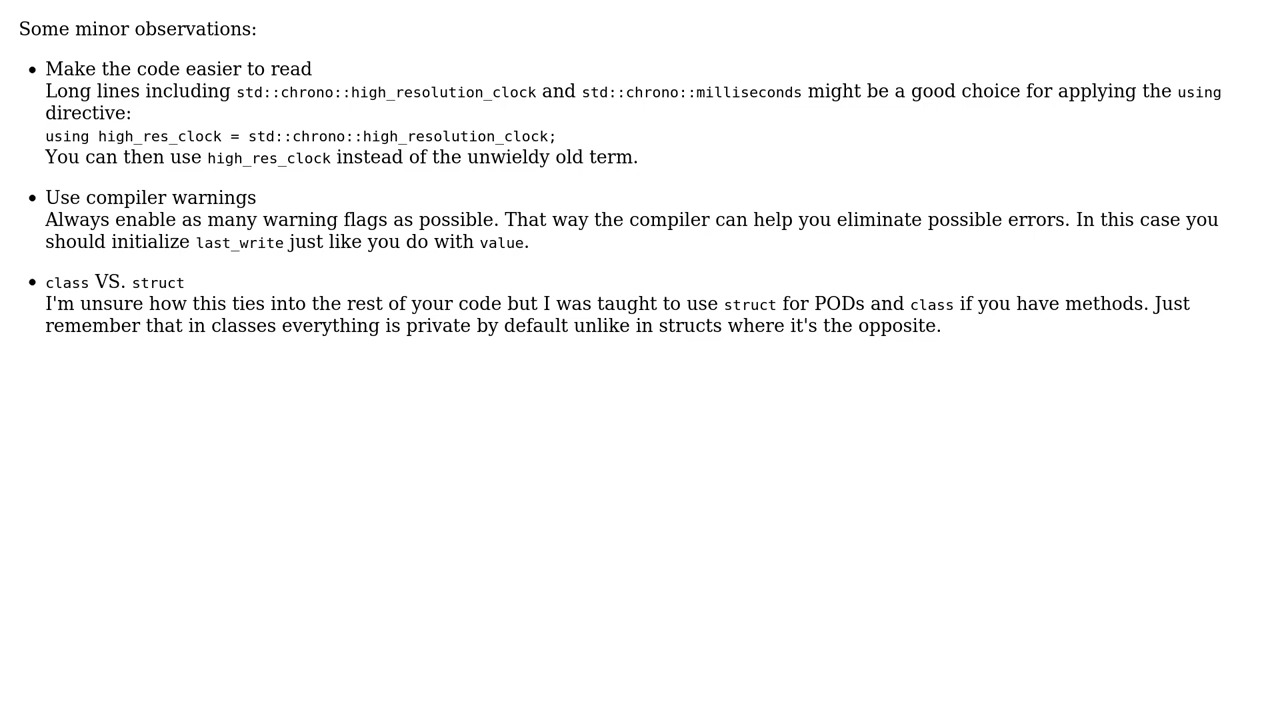 Some minor observations:
Make the code easier to read
Long lines including std::chrono::high_resolution_clock and std::chrono::milliseconds might be a good choice for applying the using
directive:
using high_res_clock = std::chrono::high_resolution_clock;
You can then use high_res_clock instead of the unwieldy old term.
Use compiler warnings
Always enable as many warning flags as possible. That way the compiler can help you eliminate possible errors. In this case you
should initialize last_write just like you do with value.
class VS. struct
I'm unsure how this ties into the rest of your code but I was taught to use struct for PODs and class if you have methods. Just
remember that in classes everything is private by default unlike in structs where it's the opposite.